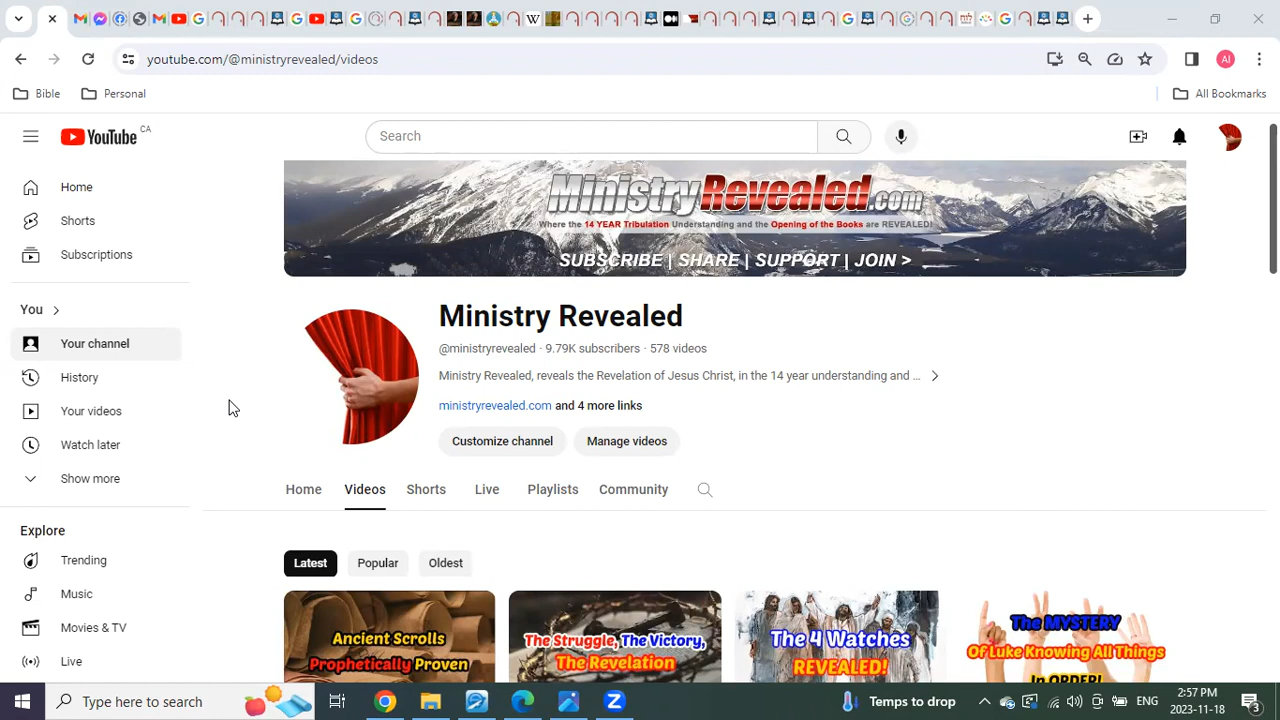 youtube.com/@ministryrevealed/videos
AI
Bible
Personal
All Bookmarks
YouTube CA
Search
Home
Shorts
Subscriptions
You
Your channel
History
Your videos
Watch later
Show more
Explore
Trending
Music
Movies & TV
Live
MinistryRevealed.com
Where the 14 YEAR Tribulation Understanding and the Opening of the Books are REVEALED!
SUBSCRIBE | SHARE | SUPPORT | JOIN >
Ministry Revealed
@ministryrevealed · 9.79K subscribers · 578 videos
Ministry Revealed, reveals the Revelation of Jesus Christ, in the 14 year understanding and ...
ministryrevealed.com and 4 more links
Customize channel
Manage videos
Home Videos Shorts Live Playlists Community
Latest Popular Oldest
Ancient Scrolls
Prophetically Proven
The Struggle, The Victory,
The Revelation
The 4 Watches
REVEALED!
The MYSTERY
Of Luke Knowing All Things
In ORDER!
Type here to search
Temps to drop
ENG
2:57 PM
2023-11-18
3